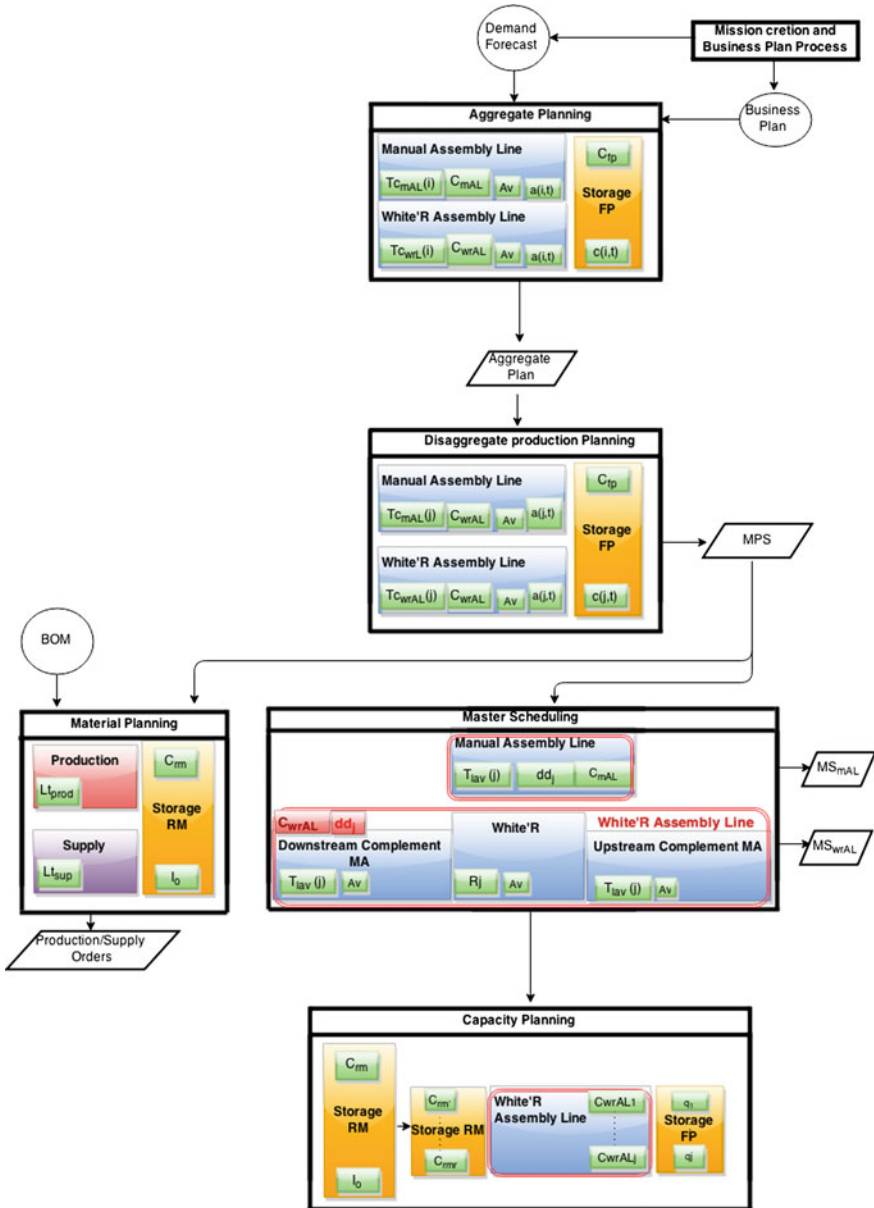 Demand
Forecast
Mission cretion and
Business Plan Process
Business
Plan
Aggregate Planning
Manual Assembly Line
TcmAL(i) CmAL Av a(i,t)
White'R Assembly Line
TcwrL(i) CwrAL Av a(i,t)
Cfp
Storage
FP
c(i,t)
Aggregate
Plan
Disaggregate production Planning
Manual Assembly Line
TcmAL(j) CwrAL Av a(j,t)
White'R Assembly Line
TcwrAL(j) CwrAL Av a(j,t)
Cfp
Storage
FP
c(j,t)
MPS
BOM
Material Planning
Production
Ltprod
Supply
Ltsup
Crm
Storage
RM
I0
Production/Supply
Orders
Master Scheduling
Manual Assembly Line
Tlav (j) ddj CmAL
CwrAL ddj
White'R Assembly Line
Downstream Complement
MA
Tlav (j) Av
White'R
Rj Av
Upstream Complement MA
Tlav (j) Av
MSmAL
MSwrAL
Capacity Planning
Crm
Storage
RM
I0
Crm'
Storage RM
Crmr
White'R
Assembly Line
CwrAL1
CwrALj
q1
Storage
FP
qj